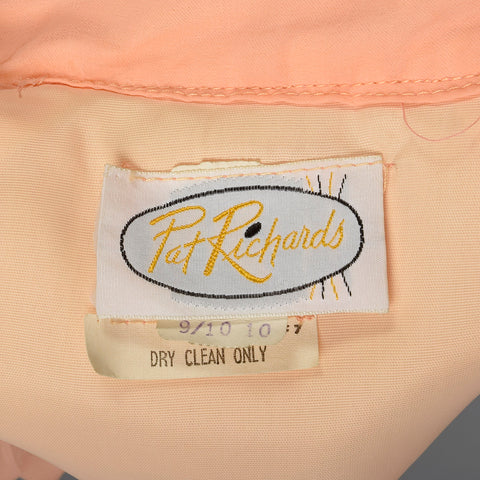 Pat Richards
9/10 10 :7
DRY CLEAN ONLY